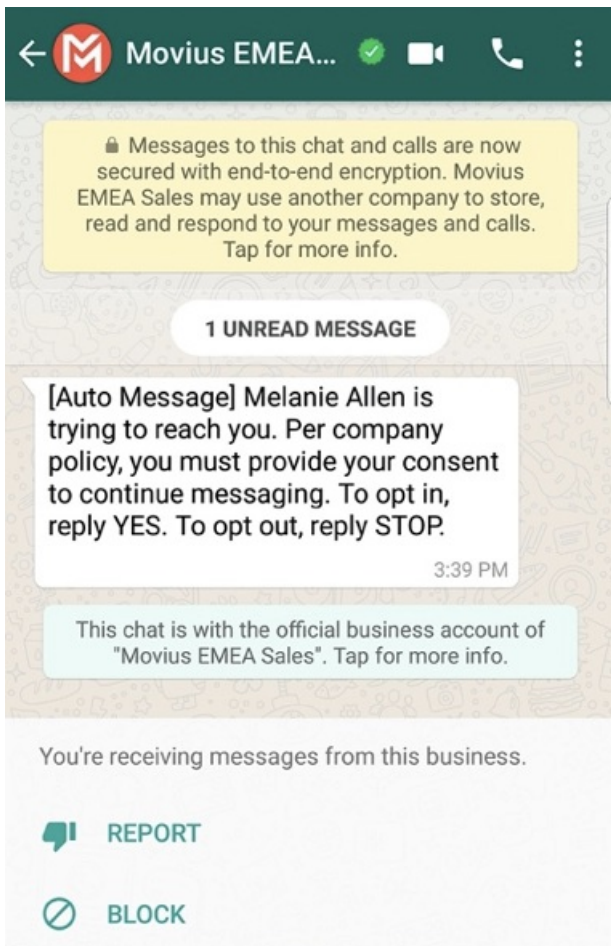 Movius EMEA...
Messages to this chat and calls are now
secured with end-to-end encryption. Movius
EMEA Sales may use another company to store,
read and respond to your messages and calls.
Tap for more info.
1 UNREAD MESSAGE
[Auto Message] Melanie Allen is
trying to reach you. Per company
policy, you must provide your consent
to continue messaging. To opt in,
reply YES. To opt out, reply STOP.
3:39 PM
This chat is with the official business account of
"Movius EMEA Sales". Tap for more info.
You're receiving messages from this business.
REPORT
BLOCK